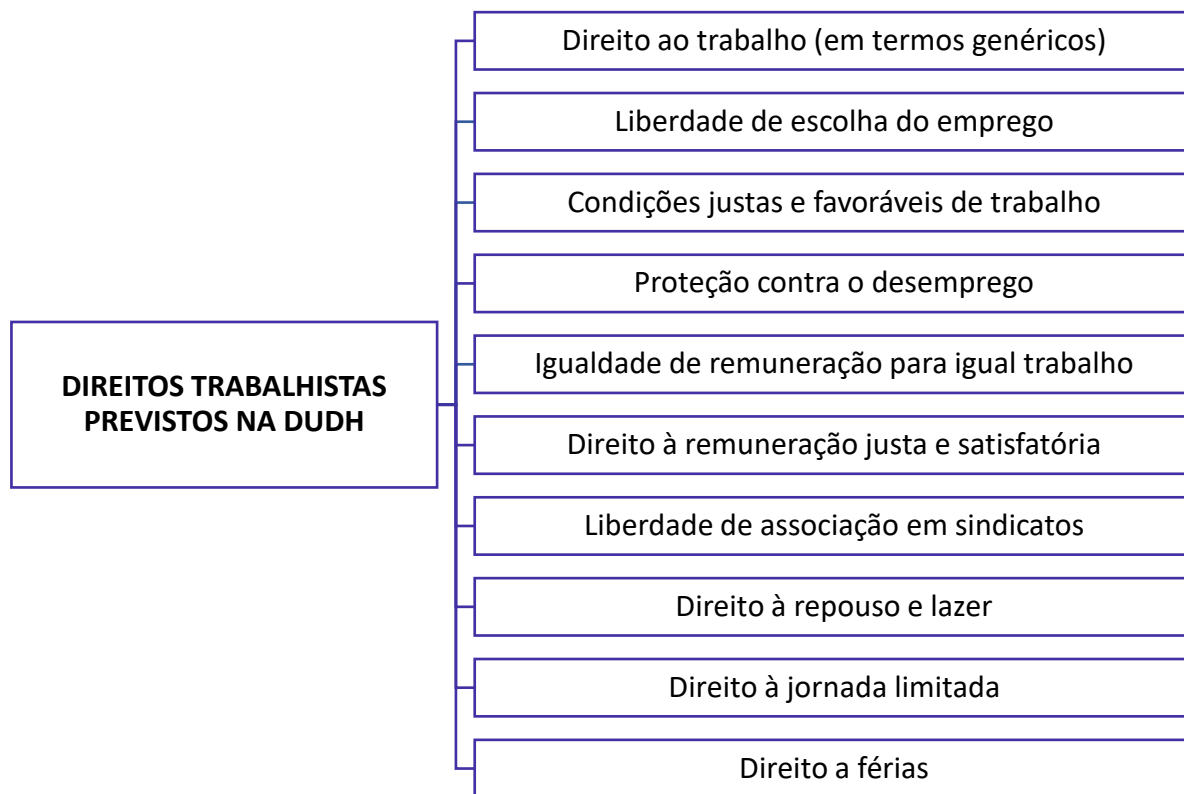 Direito ao trabalho (em termos genéricos)
Liberdade de escolha do emprego
Condições justas e favoráveis de trabalho
Proteção contra o desemprego
DIREITOS TRABALHISTAS
PREVISTOS NA DUDH
Igualdade de remuneração para igual trabalho
Direito à remuneração justa e satisfatória
Liberdade de associação em sindicatos
Direito à repouso e lazer
Direito à jornada limitada
Direito a férias